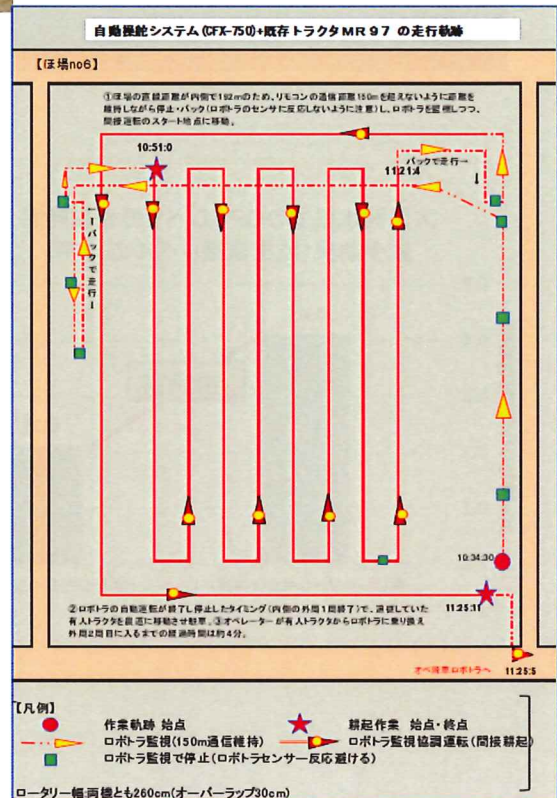 自動操舵システム(CFX-750)+既存トラクタMR97 の走行軌跡
【ほ場no6】
①ほ場の直線距離が内側で192mのため、リモコンの通信距離150mを超えないように距離を
維持しながら停止・バック(ロボトラのセンサに反応しないように注意)し、ロボトラを監視しつつ、
間接運転のスタート地点に移動。
10:51:0
バックで走行→
11:21:4
←バックで走行→
10:34:30
11:25:11
②ロボトラの自動運転が終了し停止したタイミング(内側の外周1周終了)で、追従していた
有人トラクタを農道に移動させ駐車。③オペレーターが有人トラクタからロボトラに乗り換え
外周2周目に入るまでの経過時間は約4分。
オペ搭乗ロボトラへ 11:25:5
【凡例】
作業軌跡 始点
耕起作業 始点・終点
ロボトラ監視(150m通信維持)
ロボトラ監視協調運転(間接耕起)
ロボトラ監視で停止(ロボトラセンサー反応避ける)
ロータリー幅:両機とも260cm(オーバーラップ30cm)